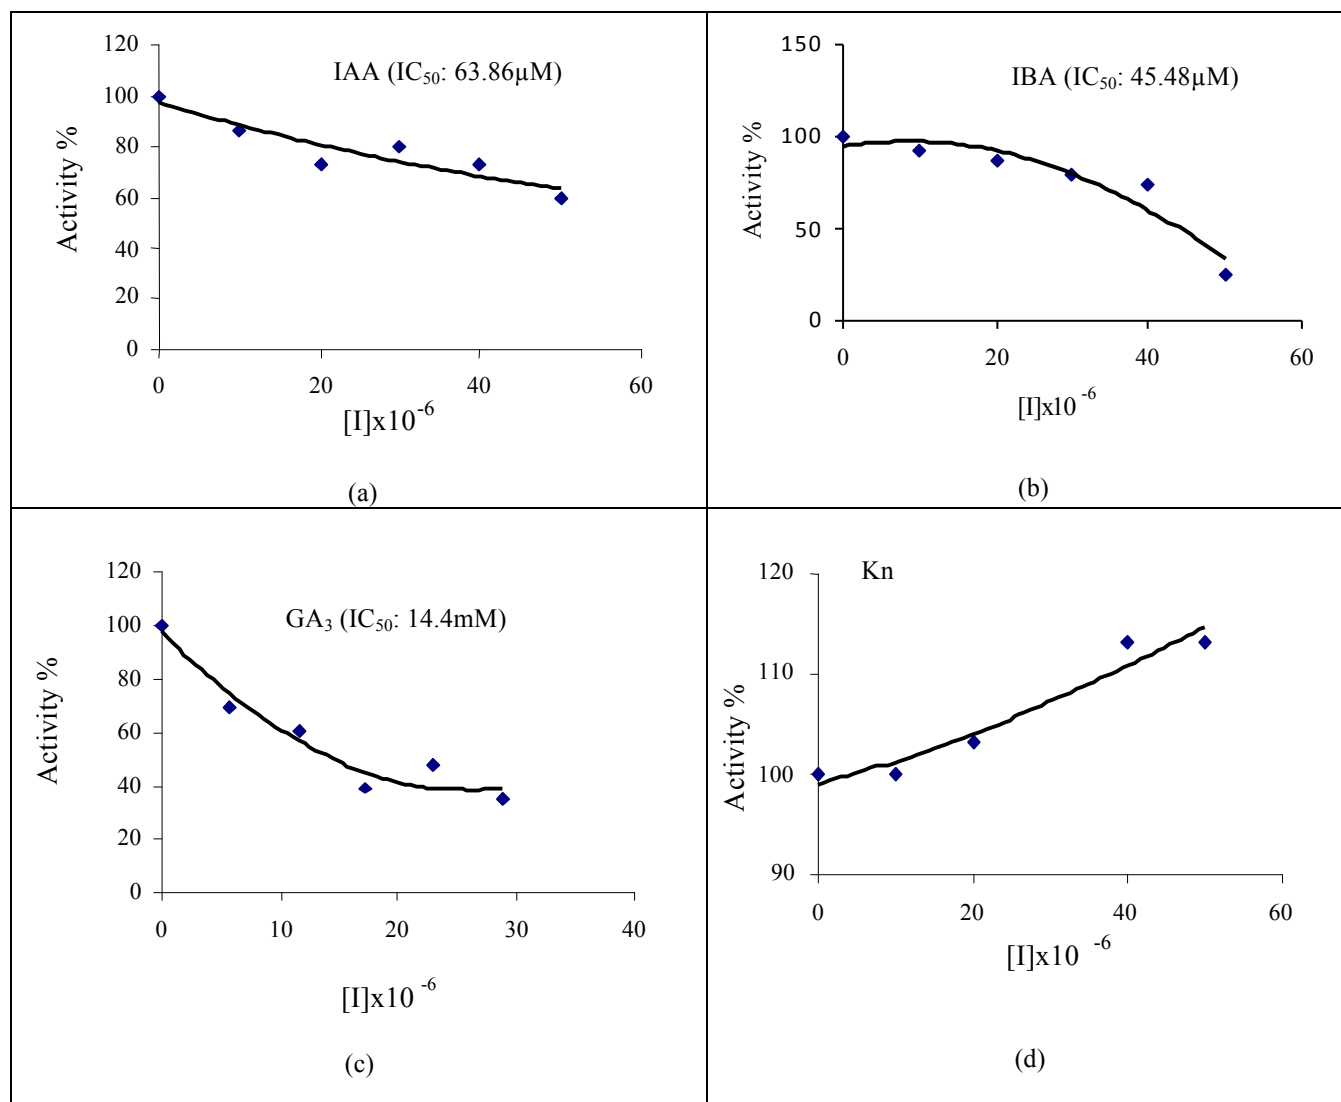 120
100
80
60
40
20
0
Activity %
IAA (IC50: 63.86µM)
0 20 40 60
[I]x10 -6
(a)
150
100
50
0
Activity %
IBA (IC50: 45.48µM)
0 20 40 60
[I]x10 -6
(b)
120
100
80
60
40
20
0
Activity %
GA3 (IC50: 14.4mM)
0 10 20 30 40
[I]x10 -6
(c)
120
110
100
90
Activity %
Kn
0 20 40 60
[I]x10 -6
(d)